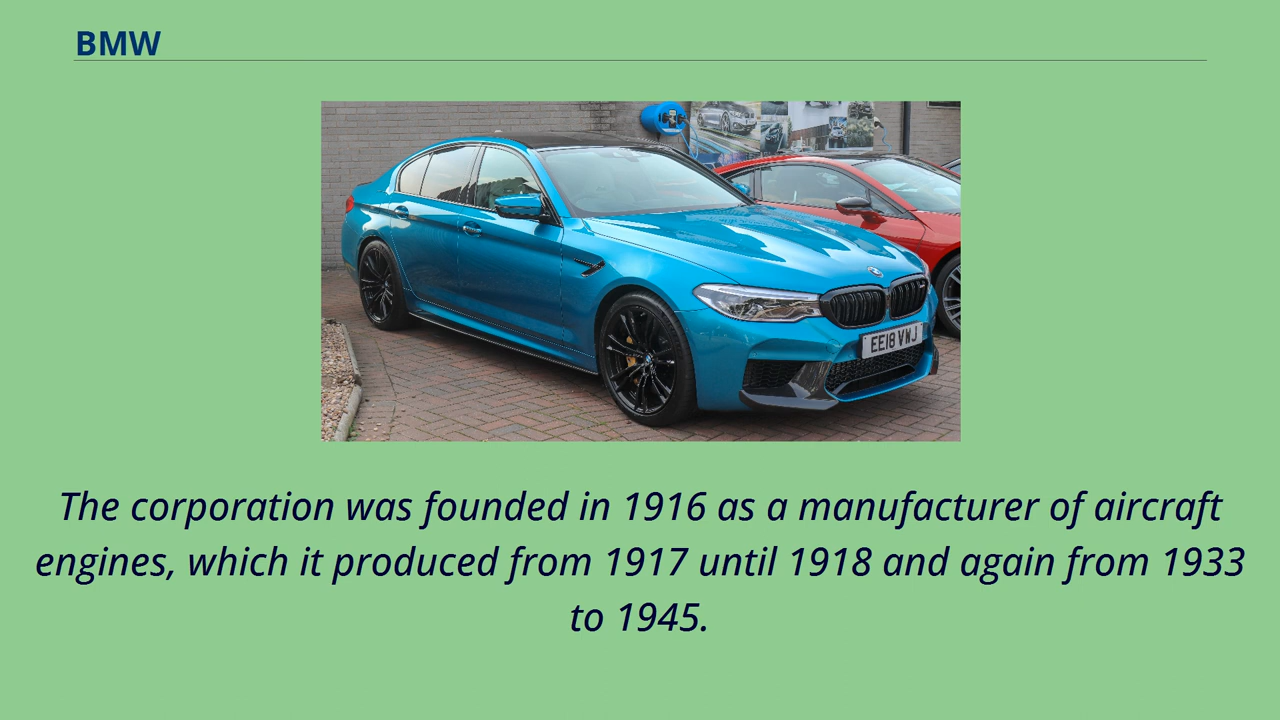 BMW
EE18 VWJ
The corporation was founded in 1916 as a manufacturer of aircraft
engines, which it produced from 1917 until 1918 and again from 1933
to 1945.